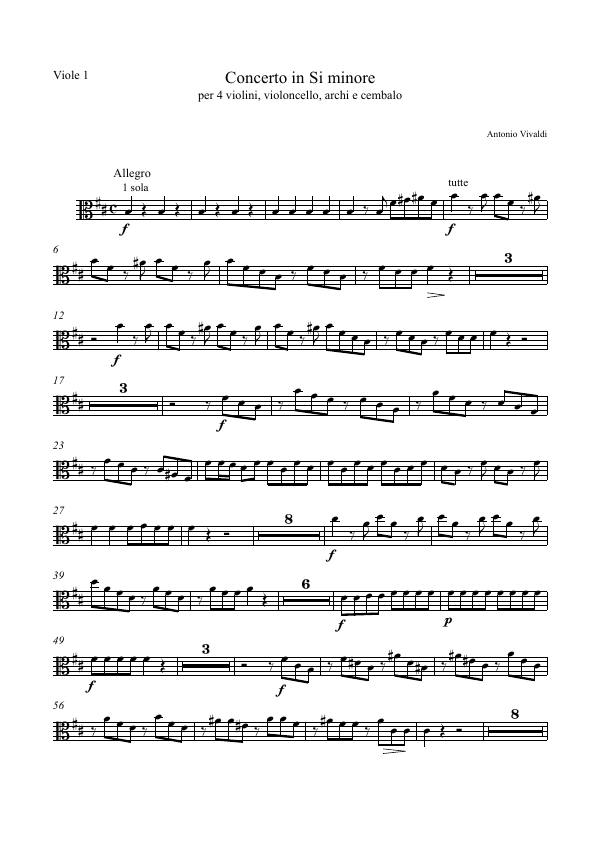 Viole 1
Concerto in Si minore
per 4 violini, violoncello, archi e cembalo
Antonio Vivaldi
Allegro
1 sola
tutte
f
f
6
3
12
f
17
3
f
23
27
8
f
39
6
f
p
49
3
f
f
56
8